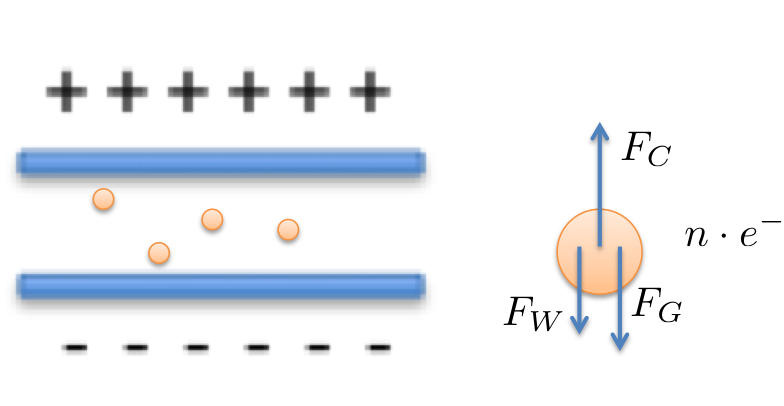 + + + + + +
F_C
n · e⁻
F_W
F_G
- - - - - -